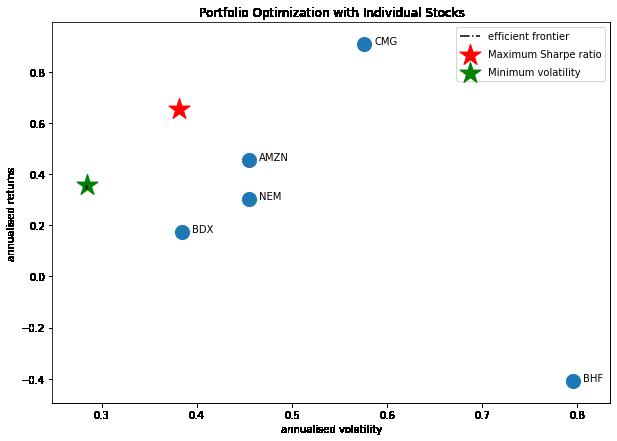 Portfolio Optimization with Individual Stocks
efficient frontier
Maximum Sharpe ratio
Minimum volatility
CMG
AMZN
NEM
BDX
BHF
annualised returns
0.8
0.6
0.4
0.2
0.0
−0.2
−0.4
0.3 0.4 0.5 0.6 0.7 0.8
annualised volatility